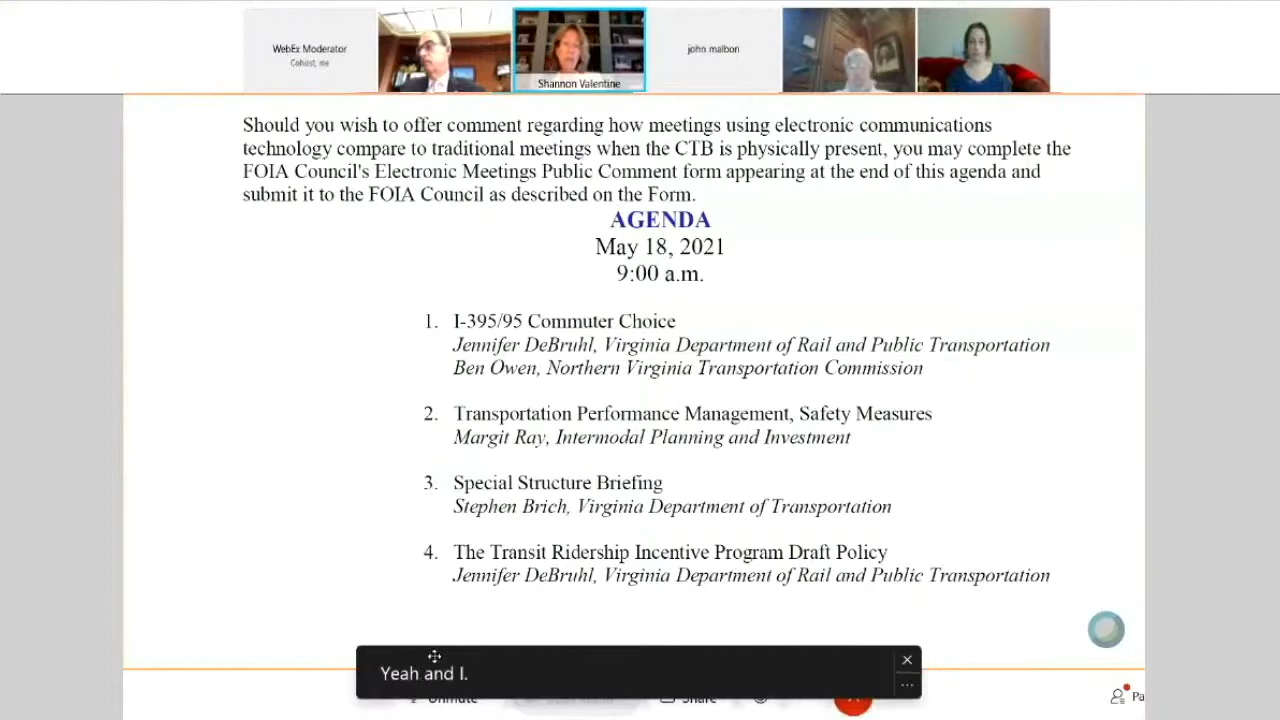 WebEx Moderator
Cohost, me
Shannon Valentine
john malbon
Should you wish to offer comment regarding how meetings using electronic communications
technology compare to traditional meetings when the CTB is physically present, you may complete the
FOIA Council's Electronic Meetings Public Comment form appearing at the end of this agenda and
submit it to the FOIA Council as described on the Form.
AGENDA
May 18, 2021
9:00 a.m.
1. I-395/95 Commuter Choice
Jennifer DeBruhl, Virginia Department of Rail and Public Transportation
Ben Owen, Northern Virginia Transportation Commission
2. Transportation Performance Management, Safety Measures
Margit Ray, Intermodal Planning and Investment
3. Special Structure Briefing
Stephen Brich, Virginia Department of Transportation
4. The Transit Ridership Incentive Program Draft Policy
Jennifer DeBruhl, Virginia Department of Rail and Public Transportation
Yeah and I.
Unmute
Share
Pa